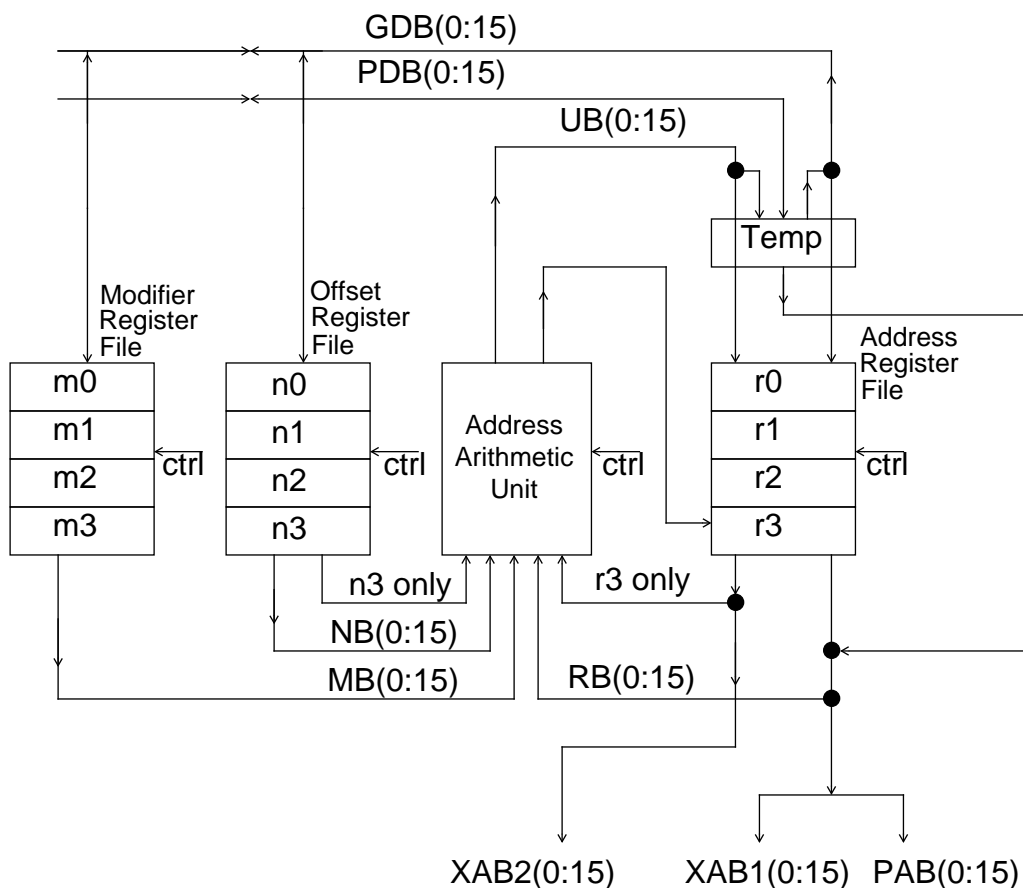 GDB(0:15)
PDB(0:15)
UB(0:15)
Temp
Modifier
Register
File
Offset
Register
File
Address
Register
File
m0
m1
m2
m3
ctrl
n0
n1
n2
n3
ctrl
Address
Arithmetic
Unit
ctrl
r0
r1
r2
r3
ctrl
n3 only
r3 only
NB(0:15)
MB(0:15)
RB(0:15)
XAB2(0:15)
XAB1(0:15)
PAB(0:15)